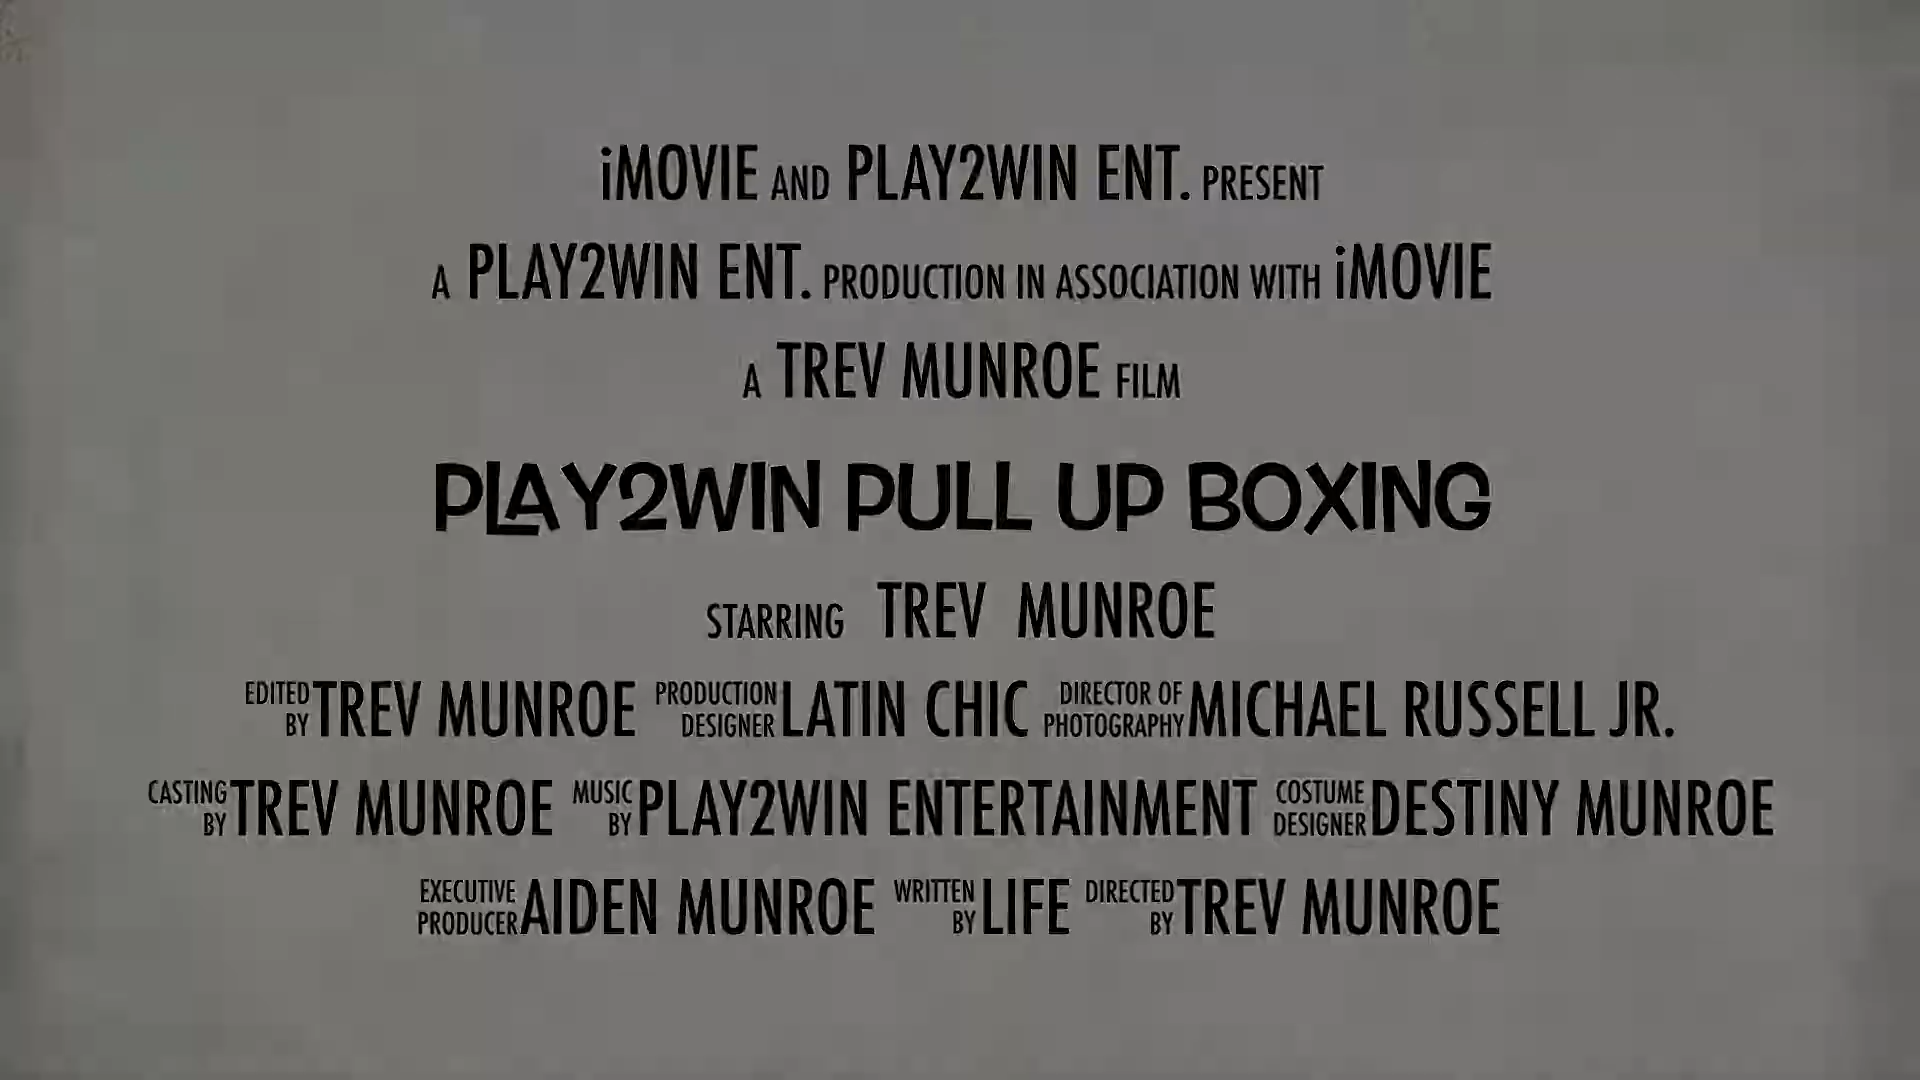 iMOVIE AND PLAY2WIN ENT. PRESENT
A PLAY2WIN ENT. PRODUCTION IN ASSOCIATION WITH iMOVIE
A TREV MUNROE FILM
PLAY2WIN PULL UP BOXING
STARRING TREV MUNROE
EDITED BY TREV MUNROE PRODUCTION DESIGNER LATIN CHIC DIRECTOR OF PHOTOGRAPHY MICHAEL RUSSELL JR.
CASTING BY TREV MUNROE MUSIC BY PLAY2WIN ENTERTAINMENT COSTUME DESIGNER DESTINY MUNROE
EXECUTIVE PRODUCER AIDEN MUNROE WRITTEN BY LIFE DIRECTED BY TREV MUNROE